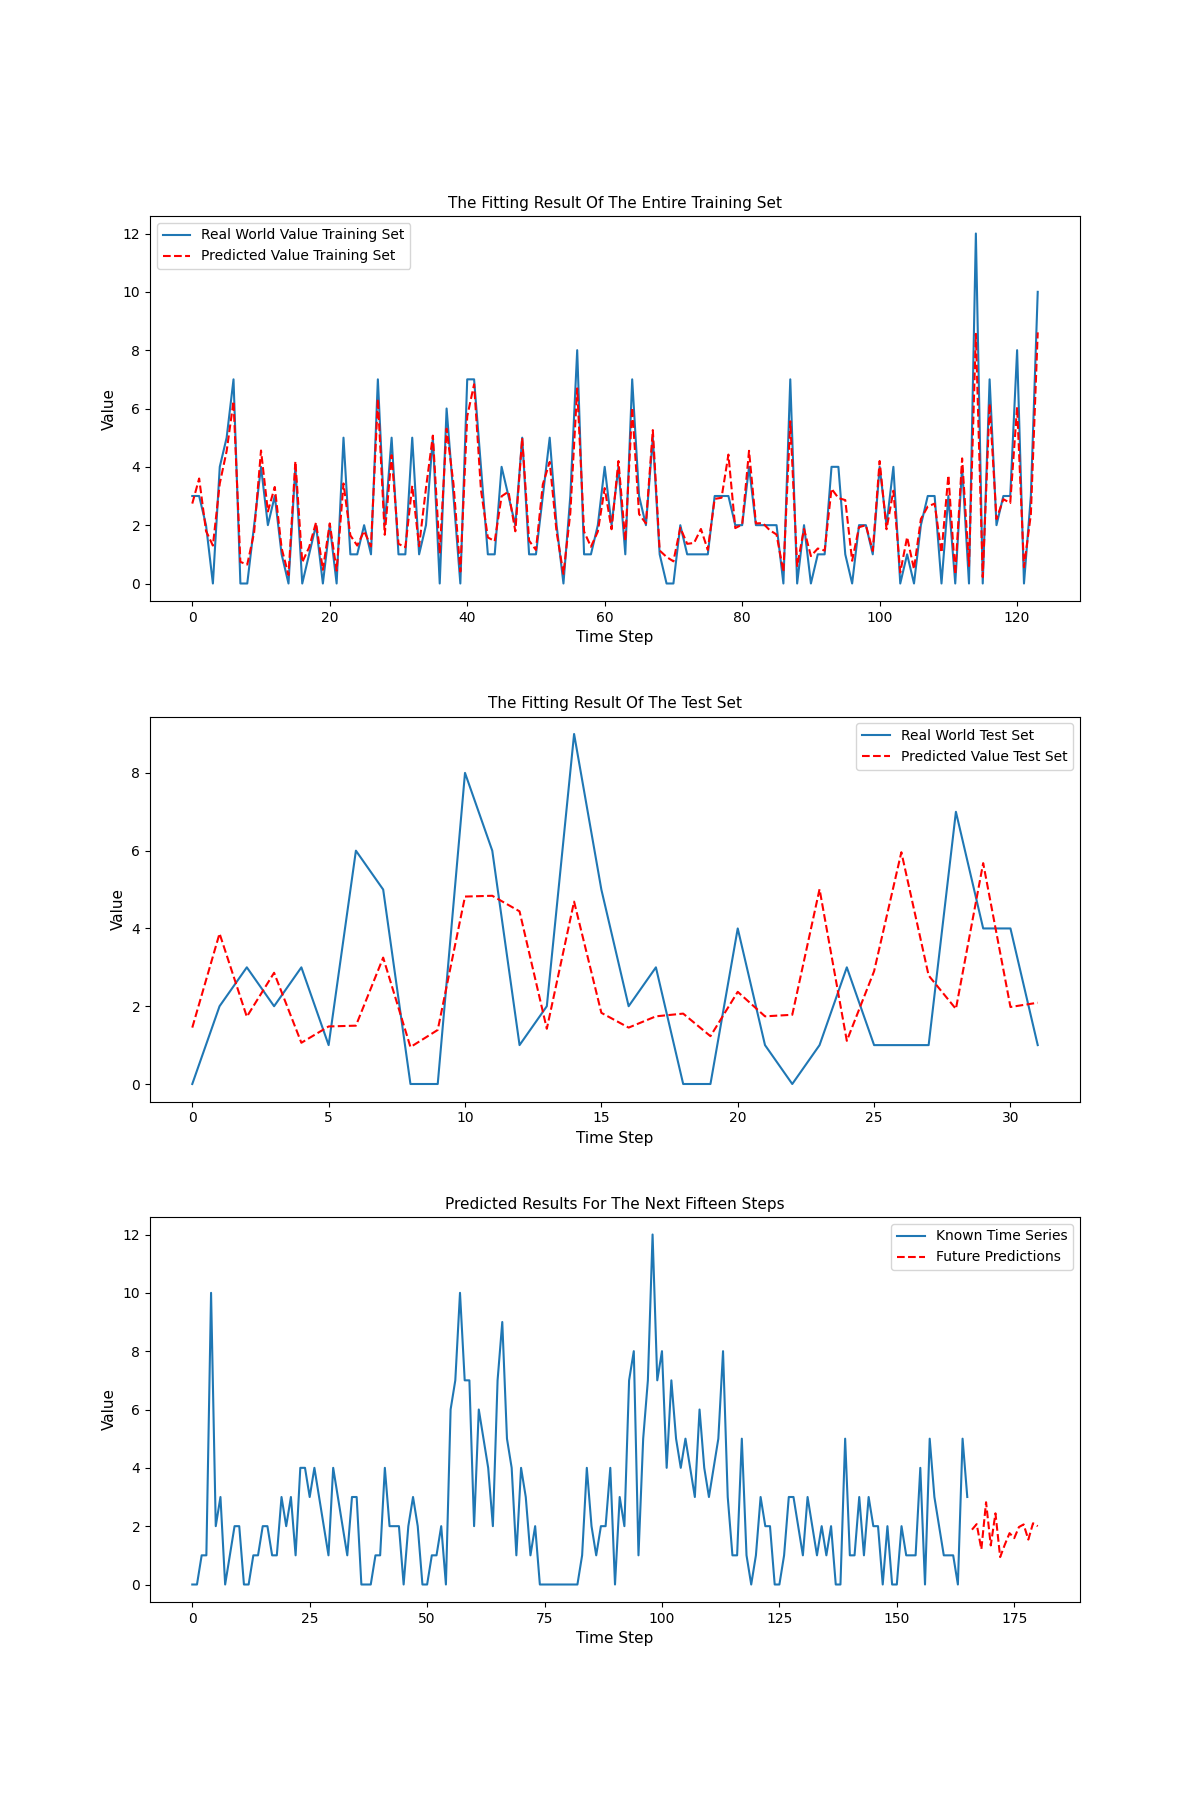 The Fitting Result Of The Entire Training Set
Real World Value Training Set
Predicted Value Training Set
Value
12
10
8
6
4
2
0
0 20 40 60 80 100 120
Time Step
The Fitting Result Of The Test Set
Real World Test Set
Predicted Value Test Set
Value
8
6
4
2
0
0 5 10 15 20 25 30
Time Step
Predicted Results For The Next Fifteen Steps
Known Time Series
Future Predictions
Value
12
10
8
6
4
2
0
0 25 50 75 100 125 150 175
Time Step